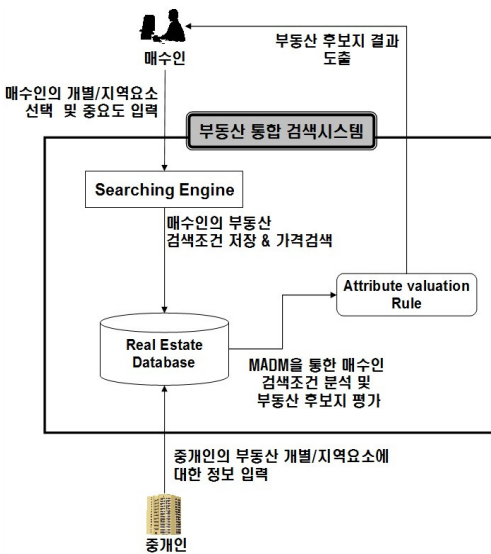 부동산 후보지 결과
도출
매수인
매수인의 개별/지역요소
선택 및 중요도 입력
부동산 통합 검색시스템
Searching Engine
매수인의 부동산
검색조건 저장 & 가격검색
Attribute valuation
Rule
Real Estate
Database
MADM을 통한 매수인
검색조건 분석 및
부동산 후보지 평가
중개인의 부동산 개별/지역요소에
대한 정보 입력
중개인